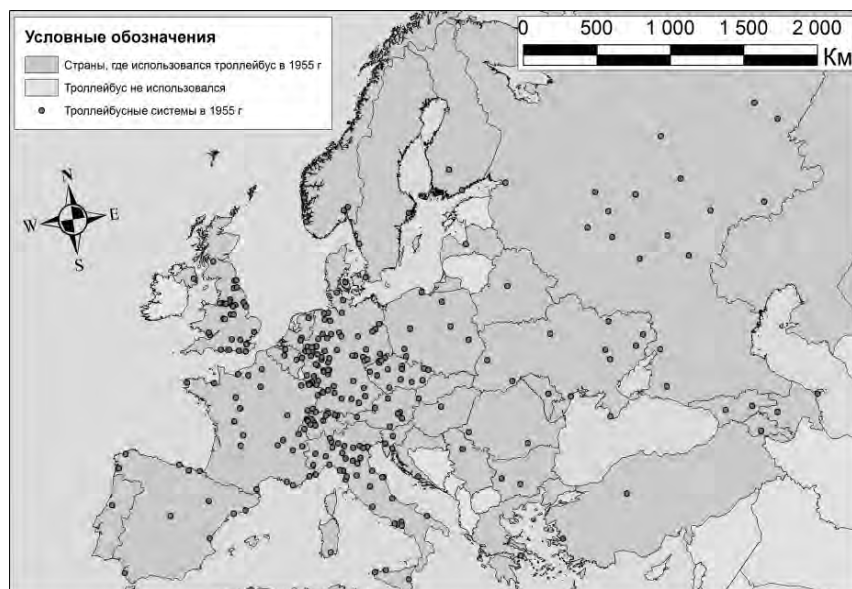 Условные обозначения
Страны, где использовался троллейбус в 1955 г
Троллейбус не использовался
Троллейбусные системы в 1955 г
0 500 1 000 1 500 2 000
Км
N
W E
S